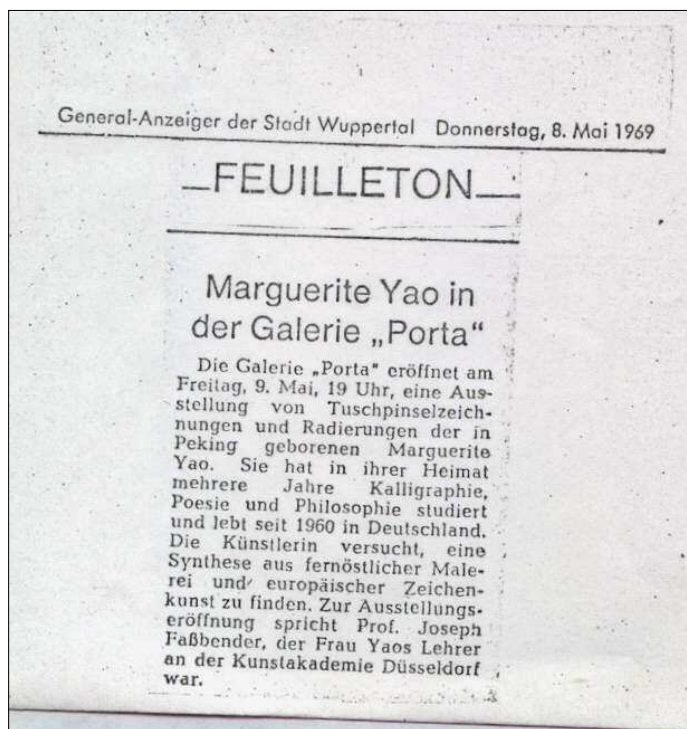 General-Anzeiger der Stadt Wuppertal Donnerstag, 8. Mai 1969
FEUILLETON
Marguerite Yao in
der Galerie „Porta“
Die Galerie „Porta“ eröffnet am
Freitag, 9. Mai, 19 Uhr, eine Aus-
stellung von Tuschpinselzeich-
nungen und Radierungen der in
Peking geborenen Marguerite
Yao. Sie hat in ihrer Heimat
mehrere Jahre Kalligraphie,
Poesie und Philosophie studiert
und lebt seit 1960 in Deutschland.
Die Künstlerin versucht, eine
Synthese aus fernöstlicher Male-
rei und europäischer Zeichen-
kunst zu finden. Zur Ausstellungs-
eröffnung spricht Prof. Joseph
Faßbender, der Frau Yaos Lehrer
an der Kunstakademie Düsseldorf
war.